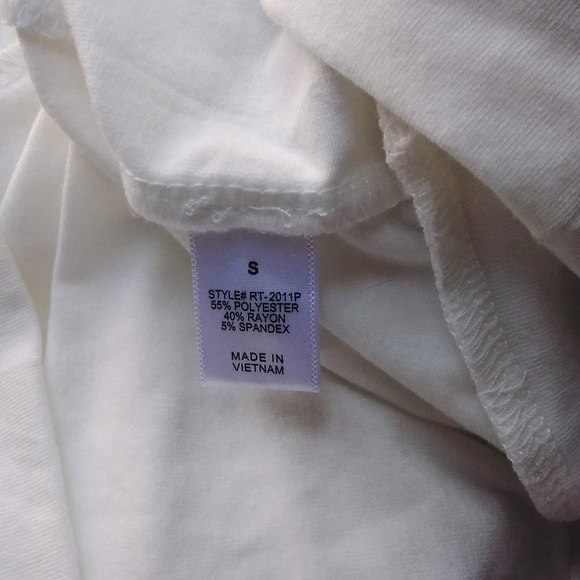 S
STYLE# RT-2011P
55% POLYESTER
40% RAYON
5% SPANDEX
MADE IN
VIETNAM